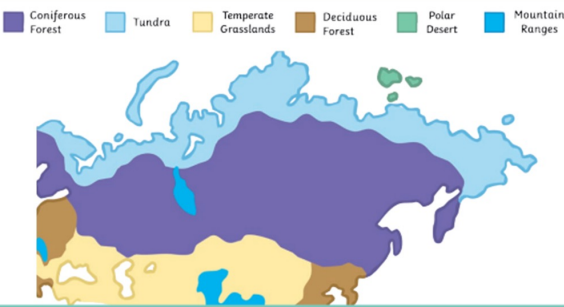 Coniferous
Forest
Tundra
Temperate
Grasslands
Deciduous
Forest
Polar
Desert
Mountain
Ranges